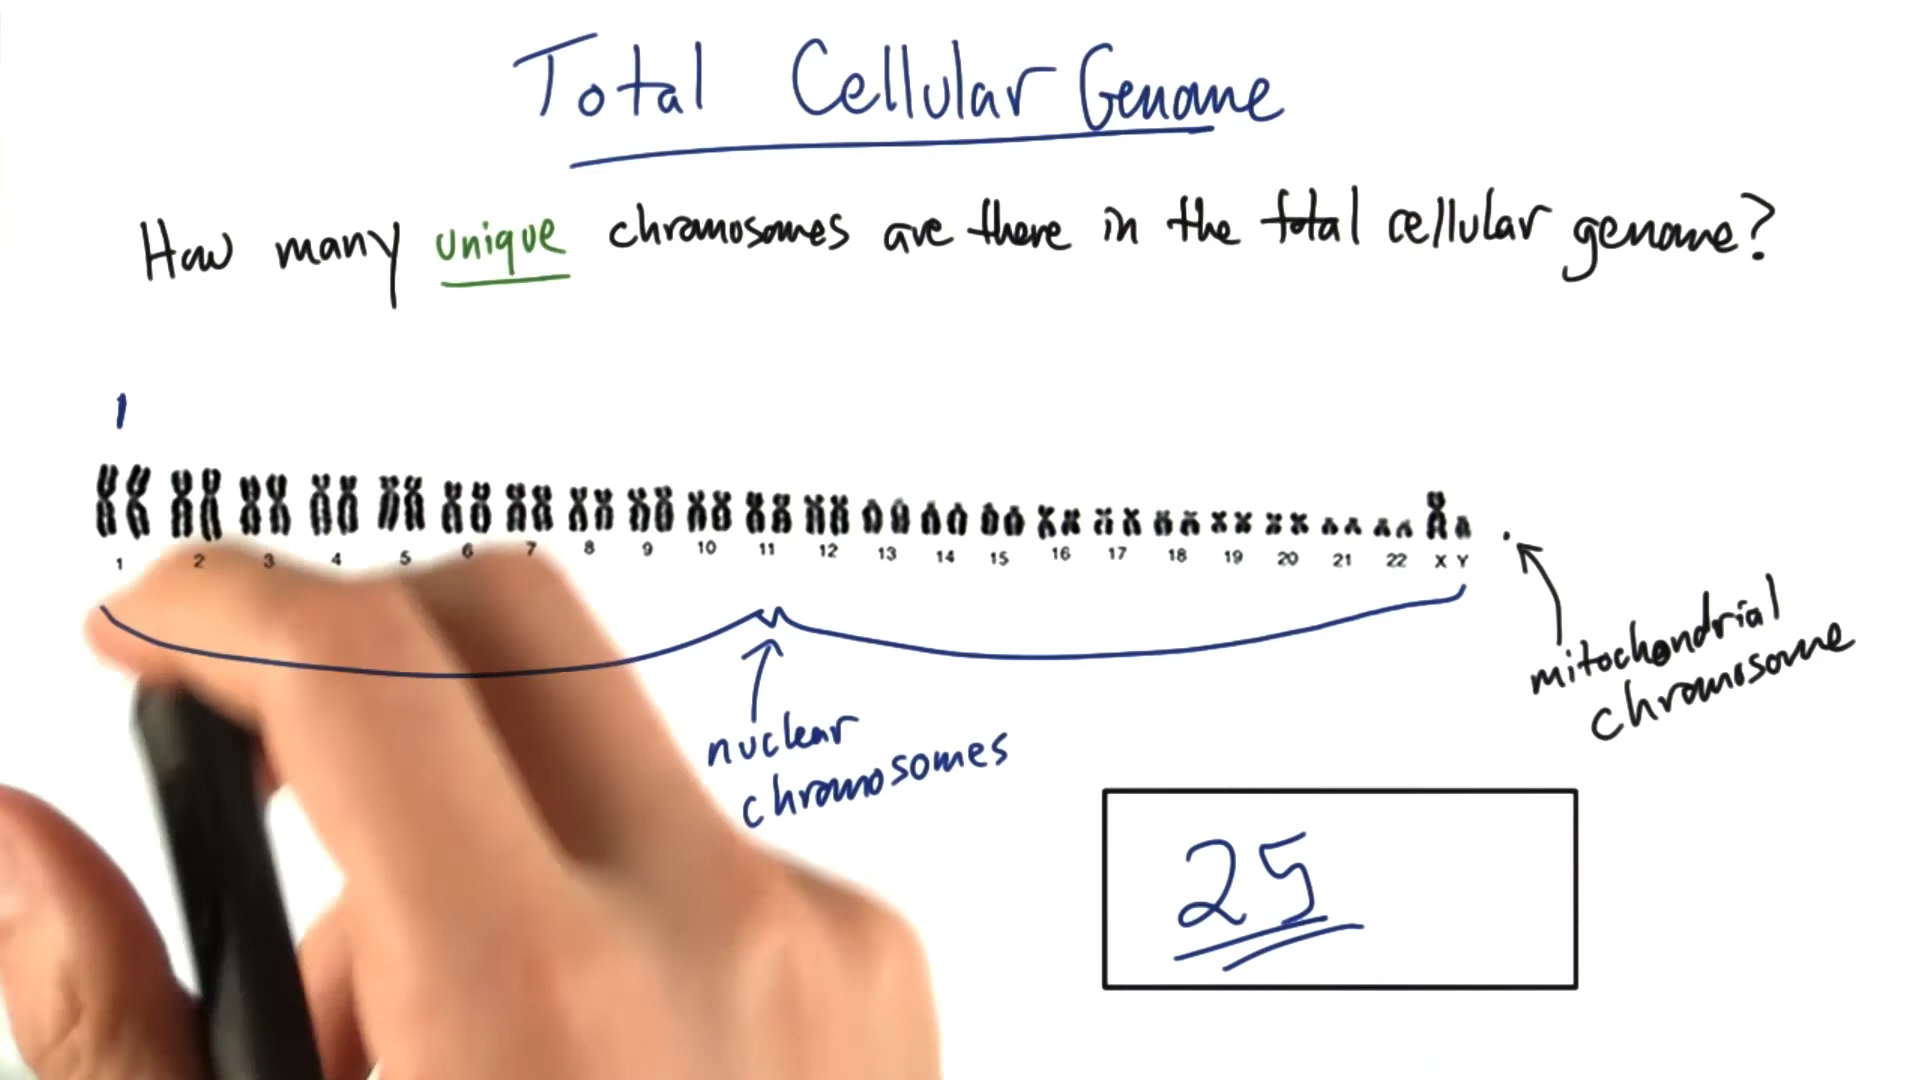 Total Cellular Genome
How many unique chromosomes are there in the total cellular genome?
1
1 2 3 4 5 6 7 8 9 10 11 12 13 14 15 16 17 18 19 20 21 22 X Y
mitochondrial
chromosome
nuclear
chromosomes
25